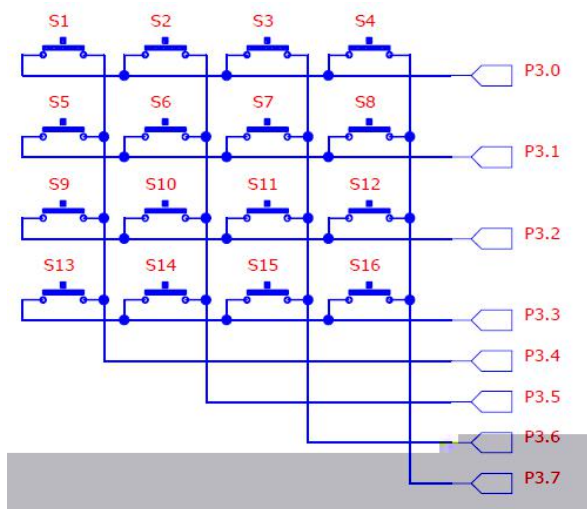 S1 S2 S3 S4
P3.0
S5 S6 S7 S8
P3.1
S9 S10 S11 S12
P3.2
S13 S14 S15 S16
P3.3
P3.4
P3.5
P3.6
P3.7